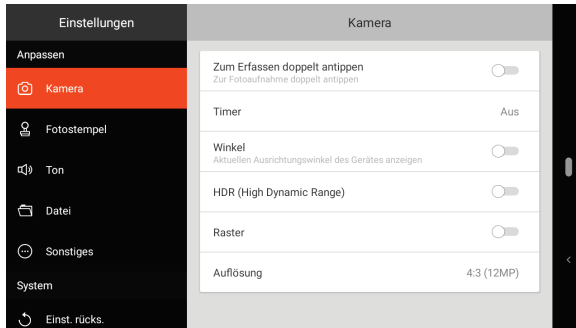 Einstellungen
Anpassen
Kamera
Fotostempel
Ton
Datei
Sonstiges
System
Einst. rücks.
Kamera
Zum Erfassen doppelt antippen
Zur Fotoaufnahme doppelt antippen
Timer
Aus
Winkel
Aktuellen Ausrichtungswinkel des Gerätes anzeigen
HDR (High Dynamic Range)
Raster
Auflösung
4:3 (12MP)